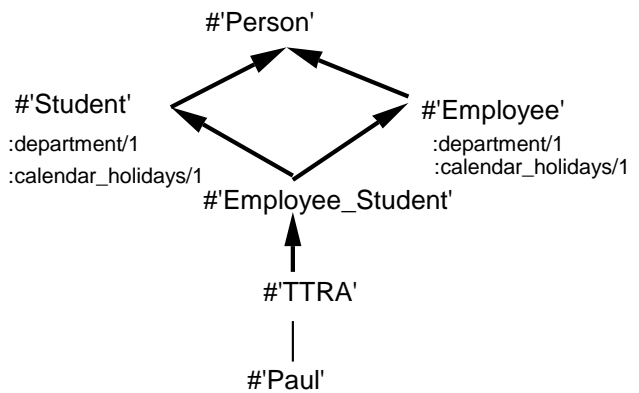 #'Person'
#'Student'
#'Employee'
:department/1
:department/1
:calendar_holidays/1
:calendar_holidays/1
#'Employee_Student'
#'TTRA'
#'Paul'